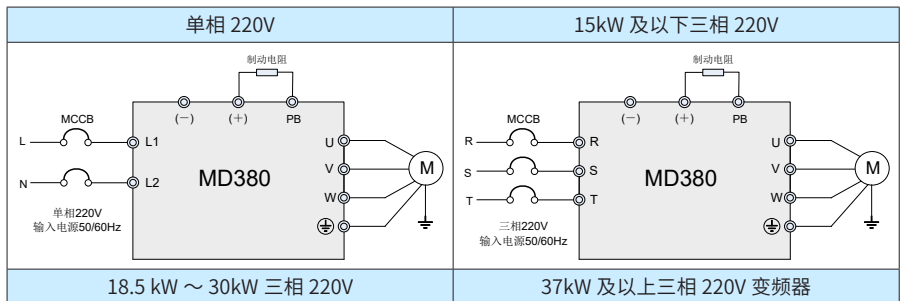 单相 220V
15kW 及以下三相 220V
制动电阻
(－) (＋) PB
MCCB
L L1
N L2
MD380
U
V
W
M
单相220V
输入电源50/60Hz
制动电阻
(－) (＋) PB
MCCB
R R
S S
T T
MD380
U
V
W
M
三相220V
输入电源50/60Hz
18.5 kW ～ 30kW 三相 220V
37kW 及以上三相 220V 变频器